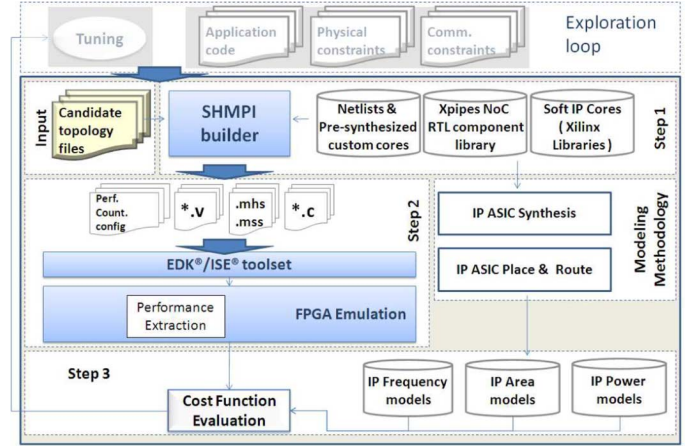 Exploration
loop
Tuning
Application
code
Physical
constraints
Comm.
constraints
Input
Candidate
topology
files
SHMPI
builder
Netlists &
Pre-synthesized
custom cores
Xpipes NoC
RTL component
library
Soft IP Cores
( Xilinx
Libraries )
Step 1
Perf.
Count.
config
*.v
.mhs
.mss
*.c
Step 2
EDK®/ISE® toolset
Performance
Extraction
FPGA Emulation
IP ASIC Synthesis
IP ASIC Place & Route
Modeling
Methodology
Step 3
Cost Function
Evaluation
IP Frequency
models
IP Area
models
IP Power
models